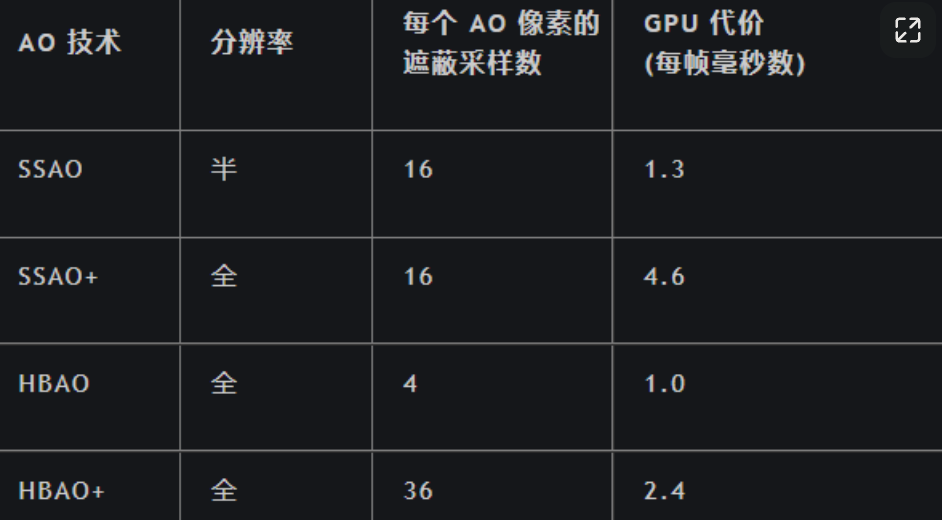 AO 技术
分辨率
每个 AO 像素的
遮蔽采样数
GPU 代价
(每帧毫秒数)
SSAO
半
16
1.3
SSAO+
全
16
4.6
HBAO
全
4
1.0
HBAO+
全
36
2.4